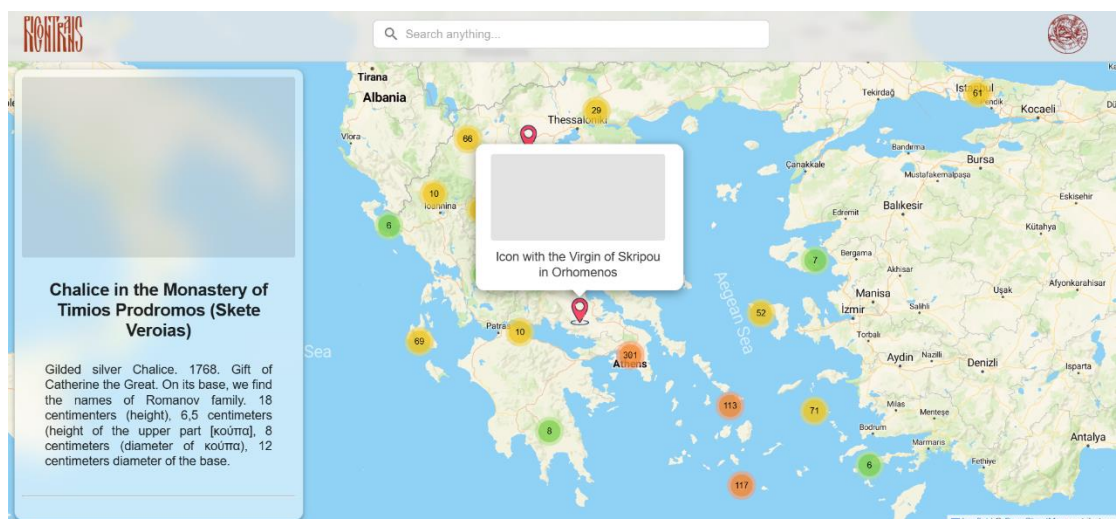 RICONTRANS
Search anything...
Chalice in the Monastery of
Timios Prodromos (Skete
Veroias)
Gilded silver Chalice. 1768. Gift of
Catherine the Great. On its base, we find
the names of Romanov family. 18
centimenters (height), 6,5 centimeters
(height of the upper part [κούπα], 8
centimeters (diameter of κούπα), 12
centimeters diameter of the base.
Icon with the Virgin of Skripou
in Orhomenos
Tirana
Albania
Vlora
Thessaloniki
Ioannina
Patras
Athens
Aegean Sea
Sea
Tekirdağ
Istanbul
Pendik
Kocaeli
Bandırma
Bursa
Çanakkale
Mustafakemalpaşa
Eskisehir
Edremit
Balıkesir
Kütahya
Bergama
Akhisar
Manisa
Uşak
Afyonkarahisar
İzmir
Salihli
Torbalı
Aydin
Nazilli
Denizli
Isparta
Milas
Menteşe
Bodrum
Marmaris
Fethiye
Antalya
61
29
66
10
6
7
52
69
10
301
113
71
8
6
117